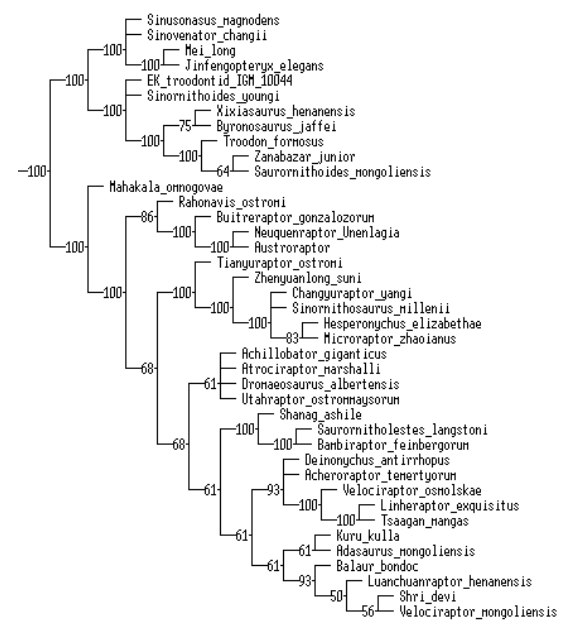 Sinusonasus_magnodens
Sinovenator_changii
100
Mei_long
100
Jinfengopteryx_elegans
100
EK_troodontid_IGM_10044
Sinornithoides_youngi
100
Xixiasaurus_henanensis
75
Byronosaurus_jaffei
100
Troodon_formosus
100
Zanabazar_junior
64
Saurornithoides_mongoliensis
100
Mahakala_omnogovae
Rahonavis_ostromi
86
Buitreraptor_gonzalozorum
100
Neuquenraptor_Unenlagia
100
100
Austroraptor
Tianyuraptor_ostromi
100
Zhenyuanlong_suni
100
100
Changyuraptor_yangi
Sinornithosaurus_millenii
100
Hesperonychus_elizabethae
83
Microraptor_zhaoianus
Achillobator_giganticus
68
Atrociraptor_marshalli
61
Dromaeosaurus_albertensis
Utahraptor_ostrommaysorum
Shanag_ashile
100
Saurornitholestes_langstoni
68
100
Bambiraptor_feinbergorum
Deinonychus_antirrhopus
Acheroraptor_temertyorum
61
93
Velociraptor_osmolskae
100
Linheraptor_exquisitus
100
Tsaagan_mangas
61
Kuru_kulla
61
Adasaurus_mongoliensis
61
Balaur_bondoc
93
Luanchuanraptor_henanensis
50
Shri_devi
56
Velociraptor_mongoliensis